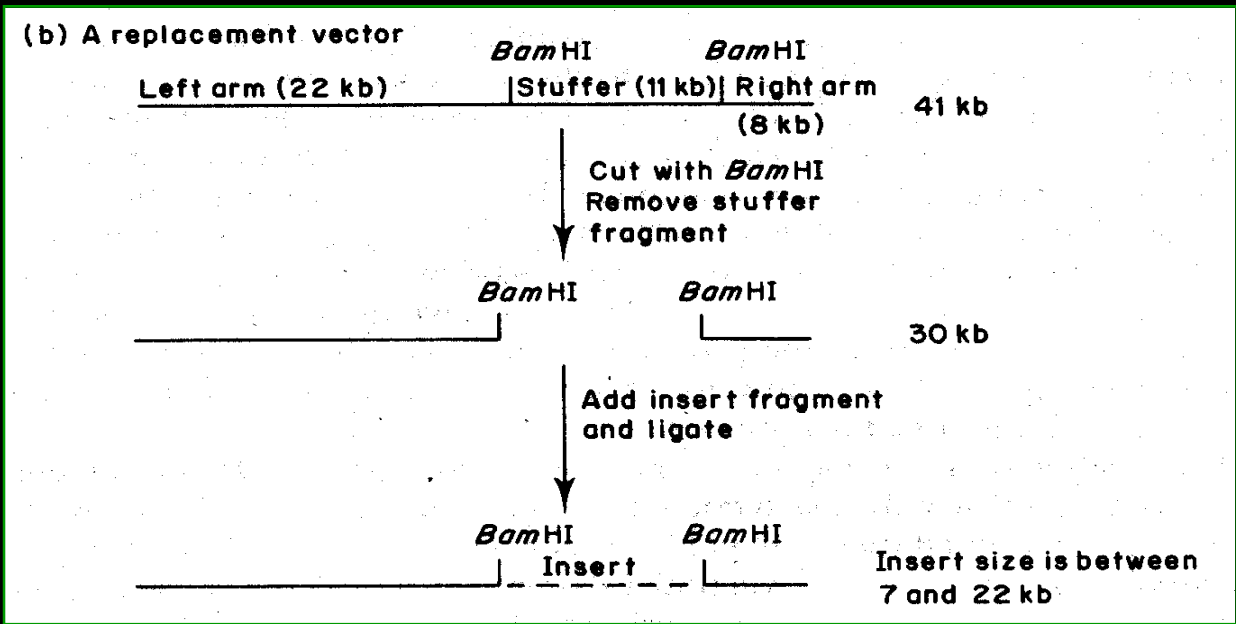 (b) A replacement vector
BamHI BamHI
Left arm (22 kb) Stuffer (11 kb) Right arm
(8 kb)
41 kb
Cut with BamHI
Remove stuffer
fragment
BamHI BamHI
30 kb
Add insert fragment
and ligate
BamHI BamHI
Insert
Insert size is between
7 and 22 kb